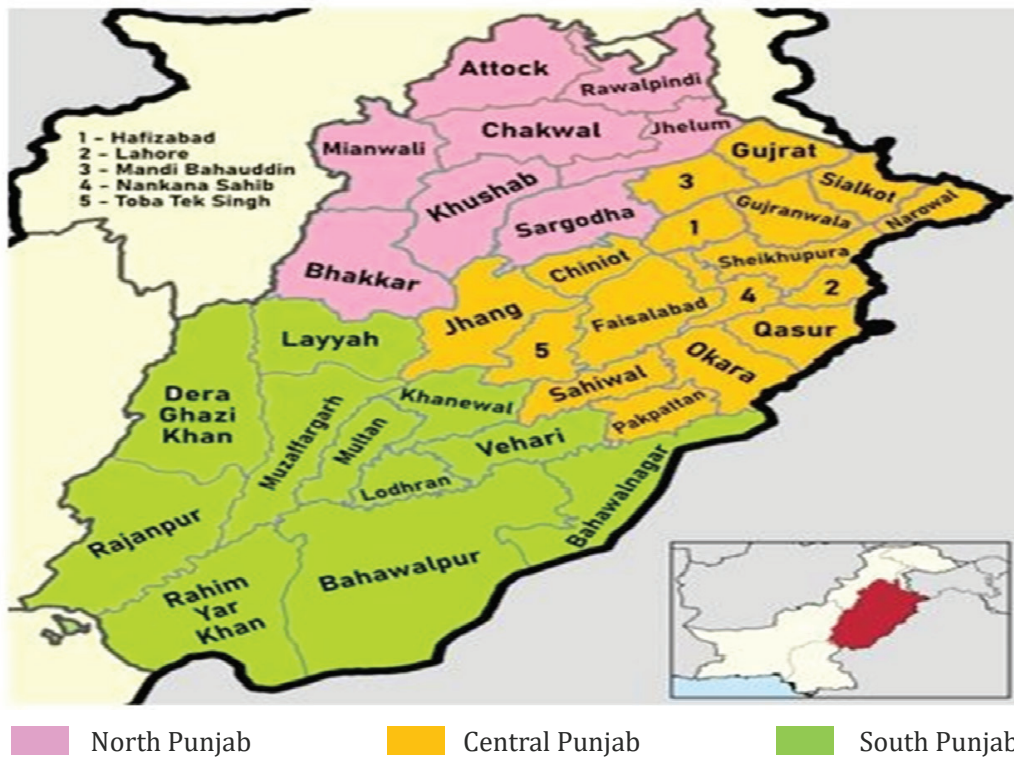 Attock
Rawalpindi
Chakwal
Jhelum
Mianwali
1 - Hafizabad
2 - Lahore
3 - Mandi Bahauddin
4 - Nankana Sahib
5 - Toba Tek Singh
Gujrat
3
Sialkot
Khushab
Sargodha
Gujranwala
Narowal
1
Bhakkar
Chiniot
Sheikhupura
Jhang
Faisalabad
4
2
Layyah
5
Qasur
Okara
Sahiwal
Dera
Ghazi
Khan
Khanewal
Pakpaltan
Muzaffargarh
Multan
Vehari
Lodhran
Bahawalnagar
Rajanpur
Bahawalpur
Rahim
Yar
Khan
North Punjab
Central Punjab
South Punjab